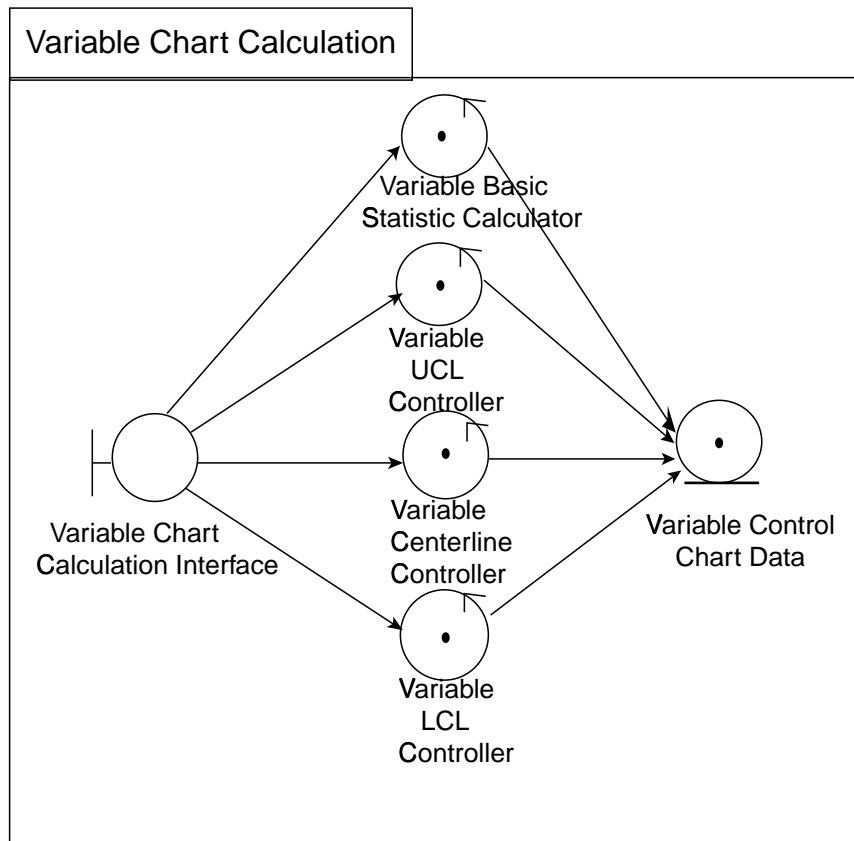 Variable Chart Calculation
Variable Basic
Statistic Calculator
Variable
UCL
Controller
Variable Chart
Calculation Interface
Variable
Centerline
Controller
Variable Control
Chart Data
Variable
LCL
Controller